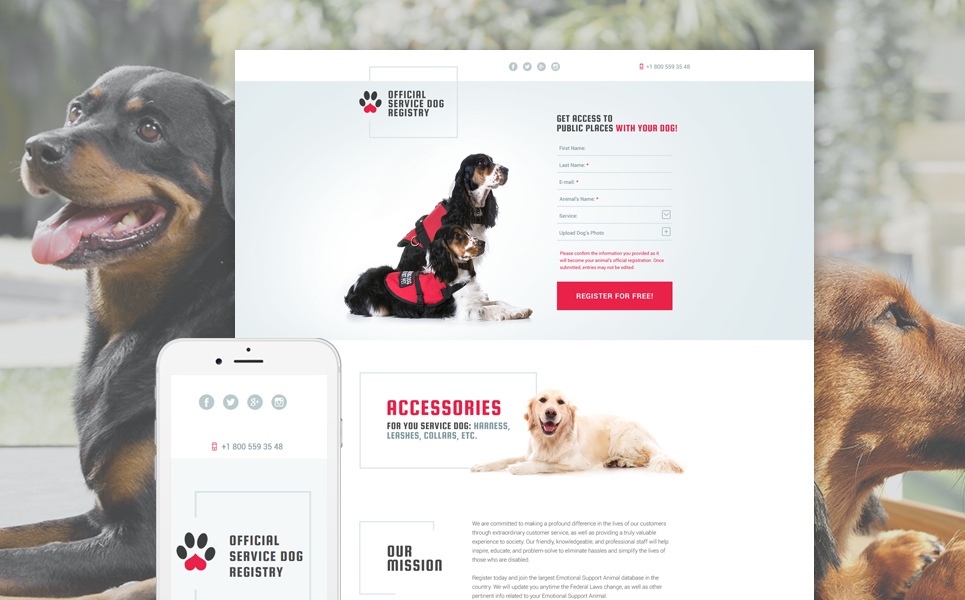 +1 800 559 35 48
OFFICIAL
SERVICE DOG
REGISTRY
GET ACCESS TO
PUBLIC PLACES WITH YOUR DOG!
First Name:
Last Name: *
E-mail: *
Animal's Name: *
Service:
Upload Dog's Photo
Please confirm the information you provided as it
will become your animal's official registration. Once
submitted, entries may not be edited.
REGISTER FOR FREE!
ACCESSORIES
FOR YOU SERVICE DOG: HARNESS,
LEASHES, COLLARS, ETC.
OUR
MISSION
We are committed to making a profound difference in the lives of our customers
through extraordinary customer service, as well as providing a truly valuable
experience to society. Our friendly, knowledgeable, and professional staff will help
inspire, educate, and problem-solve to eliminate hassles and simplify the lives of
those who are disabled.
Register today and join the largest Emotional Support Animal database in the
country. We will update you anytime the Federal Laws change, as well as other
pertinent info related to your Emotional Support Animal.
+1 800 559 35 48
OFFICIAL
SERVICE DOG
REGISTRY